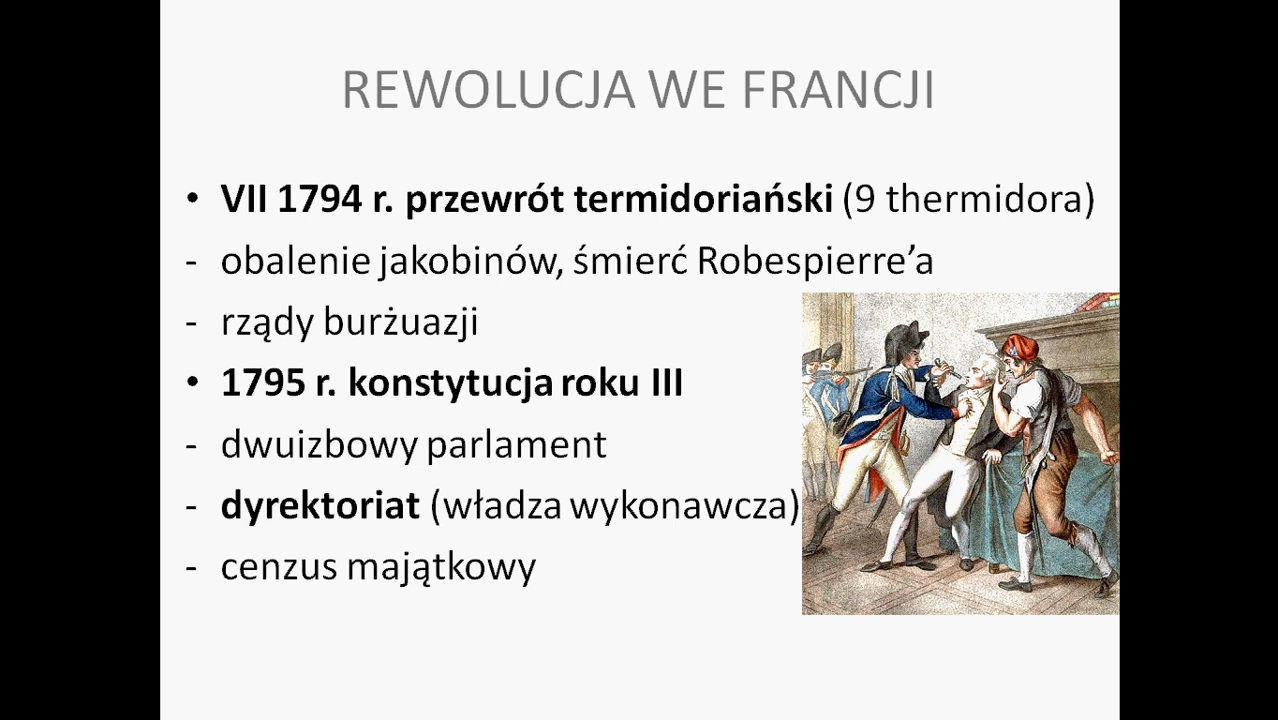 REWOLUCJA WE FRANCJI
• VII 1794 r. przewrót termidoriański (9 thermidora)
- obalenie jakobinów, śmierć Robespierre’a
- rządy burżuazji
• 1795 r. konstytucja roku III
- dwuizbowy parlament
- dyrektoriat (władza wykonawcza)
- cenzus majątkowy